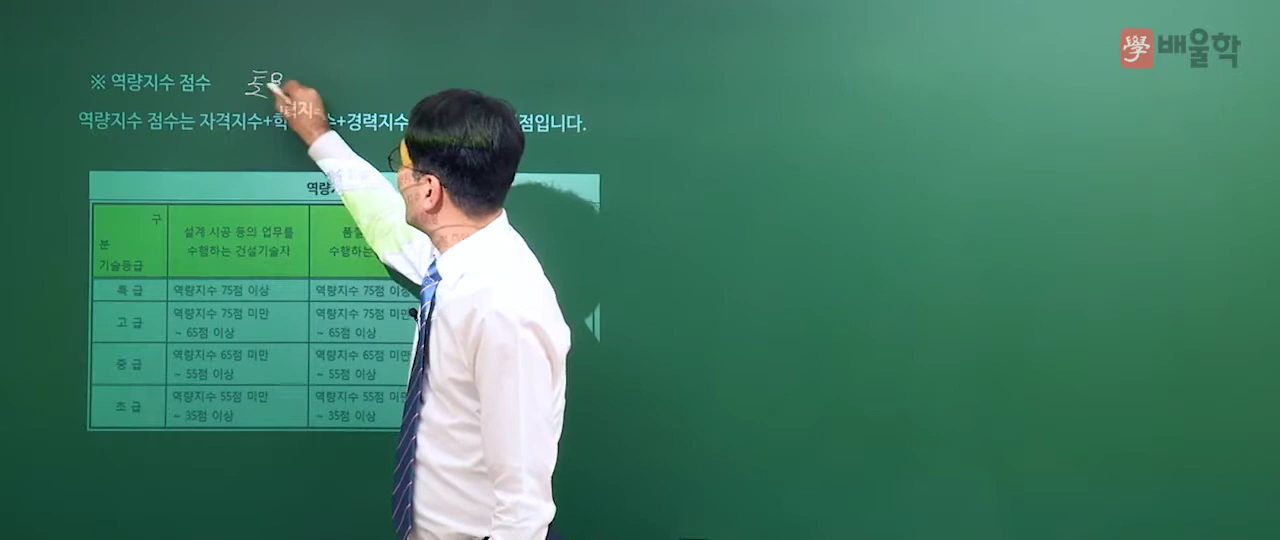 學 배울학
※ 역량지수 점수
역량지수 점수는 자격지수+학 +경력지수 점입니다.
구
분
기술등급
설계 시공 등의 업무를
수행하는 건설기술자
수행하는
특 급
역량지수 75점 이상
역량지수 75점 이상
고 급
역량지수 75점 미만
~ 65점 이상
역량지수 75점 미만
~ 65점 이상
중 급
역량지수 65점 미만
~ 55점 이상
역량지수 65점 미만
~ 55점 이상
초 급
역량지수 55점 미만
~ 35점 이상
역량지수 55점 미만
~ 35점 이상